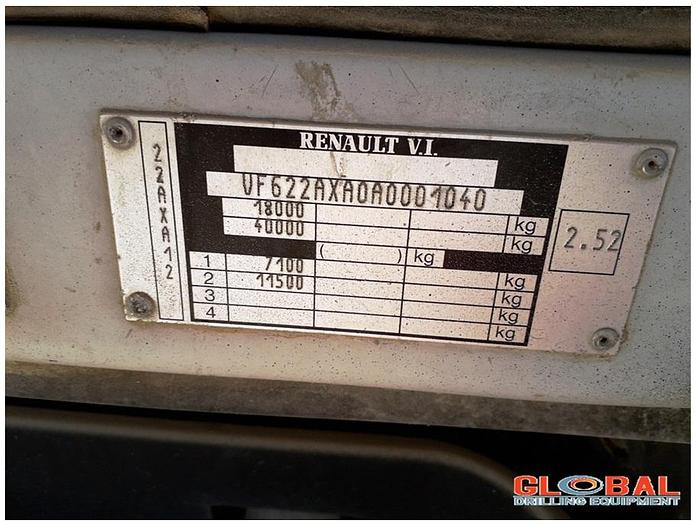 RENAULT V.I.
VF622AXA0A0001040
18000 kg
40000 kg
( ) kg
1 7100 kg
2 11500 kg
3 kg
4 kg
22AXA12
2.52
GLOBAL
DRILLING EQUIPMENT